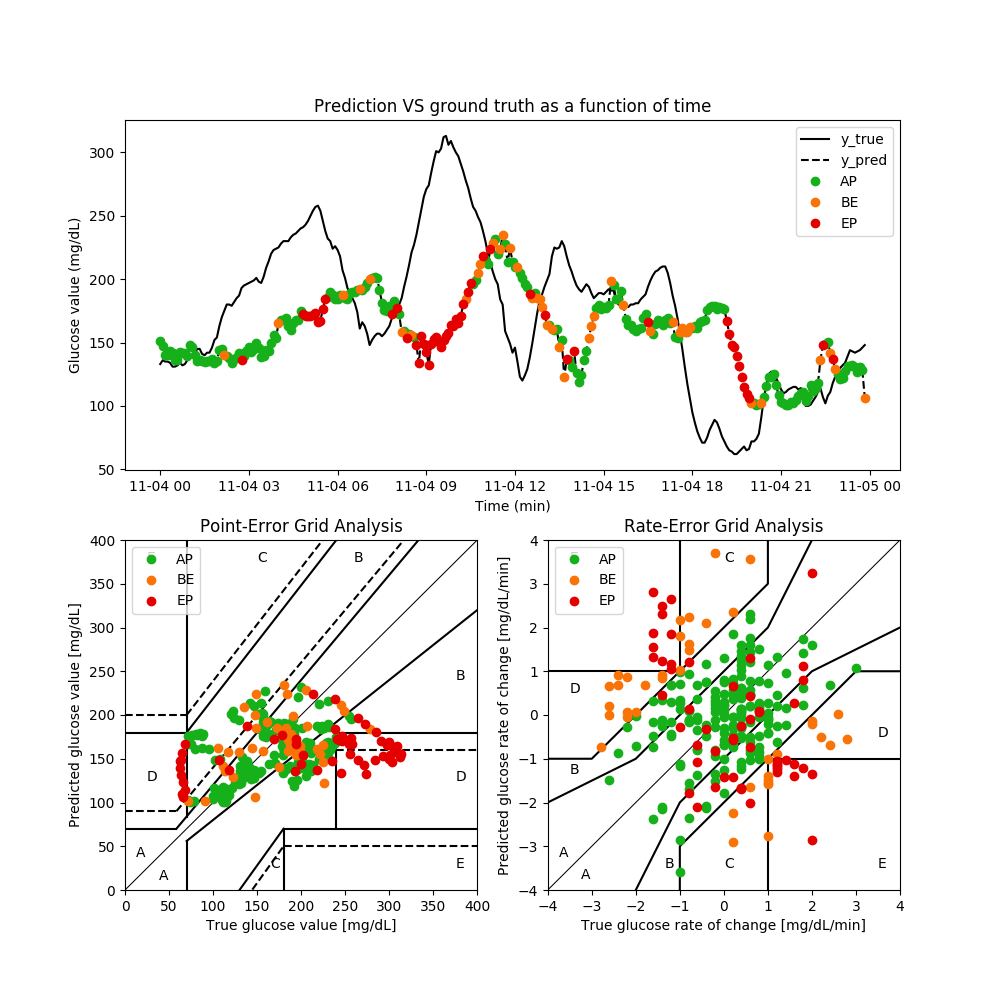 Prediction VS ground truth as a function of time
Glucose value (mg/dL)
300
250
200
150
100
50
y_true
y_pred
AP
BE
EP
11-04 00 11-04 03 11-04 06 11-04 09 11-04 12 11-04 15 11-04 18 11-04 21 11-05 00
Time (min)
Point-Error Grid Analysis
Predicted glucose value [mg/dL]
400
350
300
250
200
150
100
50
0
AP
BE
EP
C B
B
D D
A
A C E
0 50 100 150 200 250 300 350 400
True glucose value [mg/dL]
Rate-Error Grid Analysis
Predicted glucose rate of change [mg/dL/min]
4
3
2
1
0
−1
−2
−3
−4
AP
BE
EP
C
D
D
B
A
A B C E
−4 −3 −2 −1 0 1 2 3 4
True glucose rate of change [mg/dL/min]